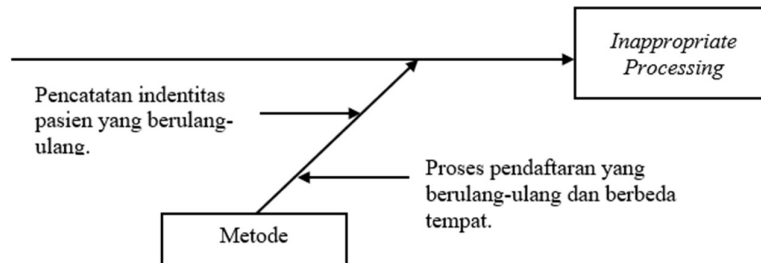 Inappropriate
Processing
Pencatatan indentitas
pasien yang berulang-
ulang.
Proses pendaftaran yang
berulang-ulang dan berbeda
tempat.
Metode